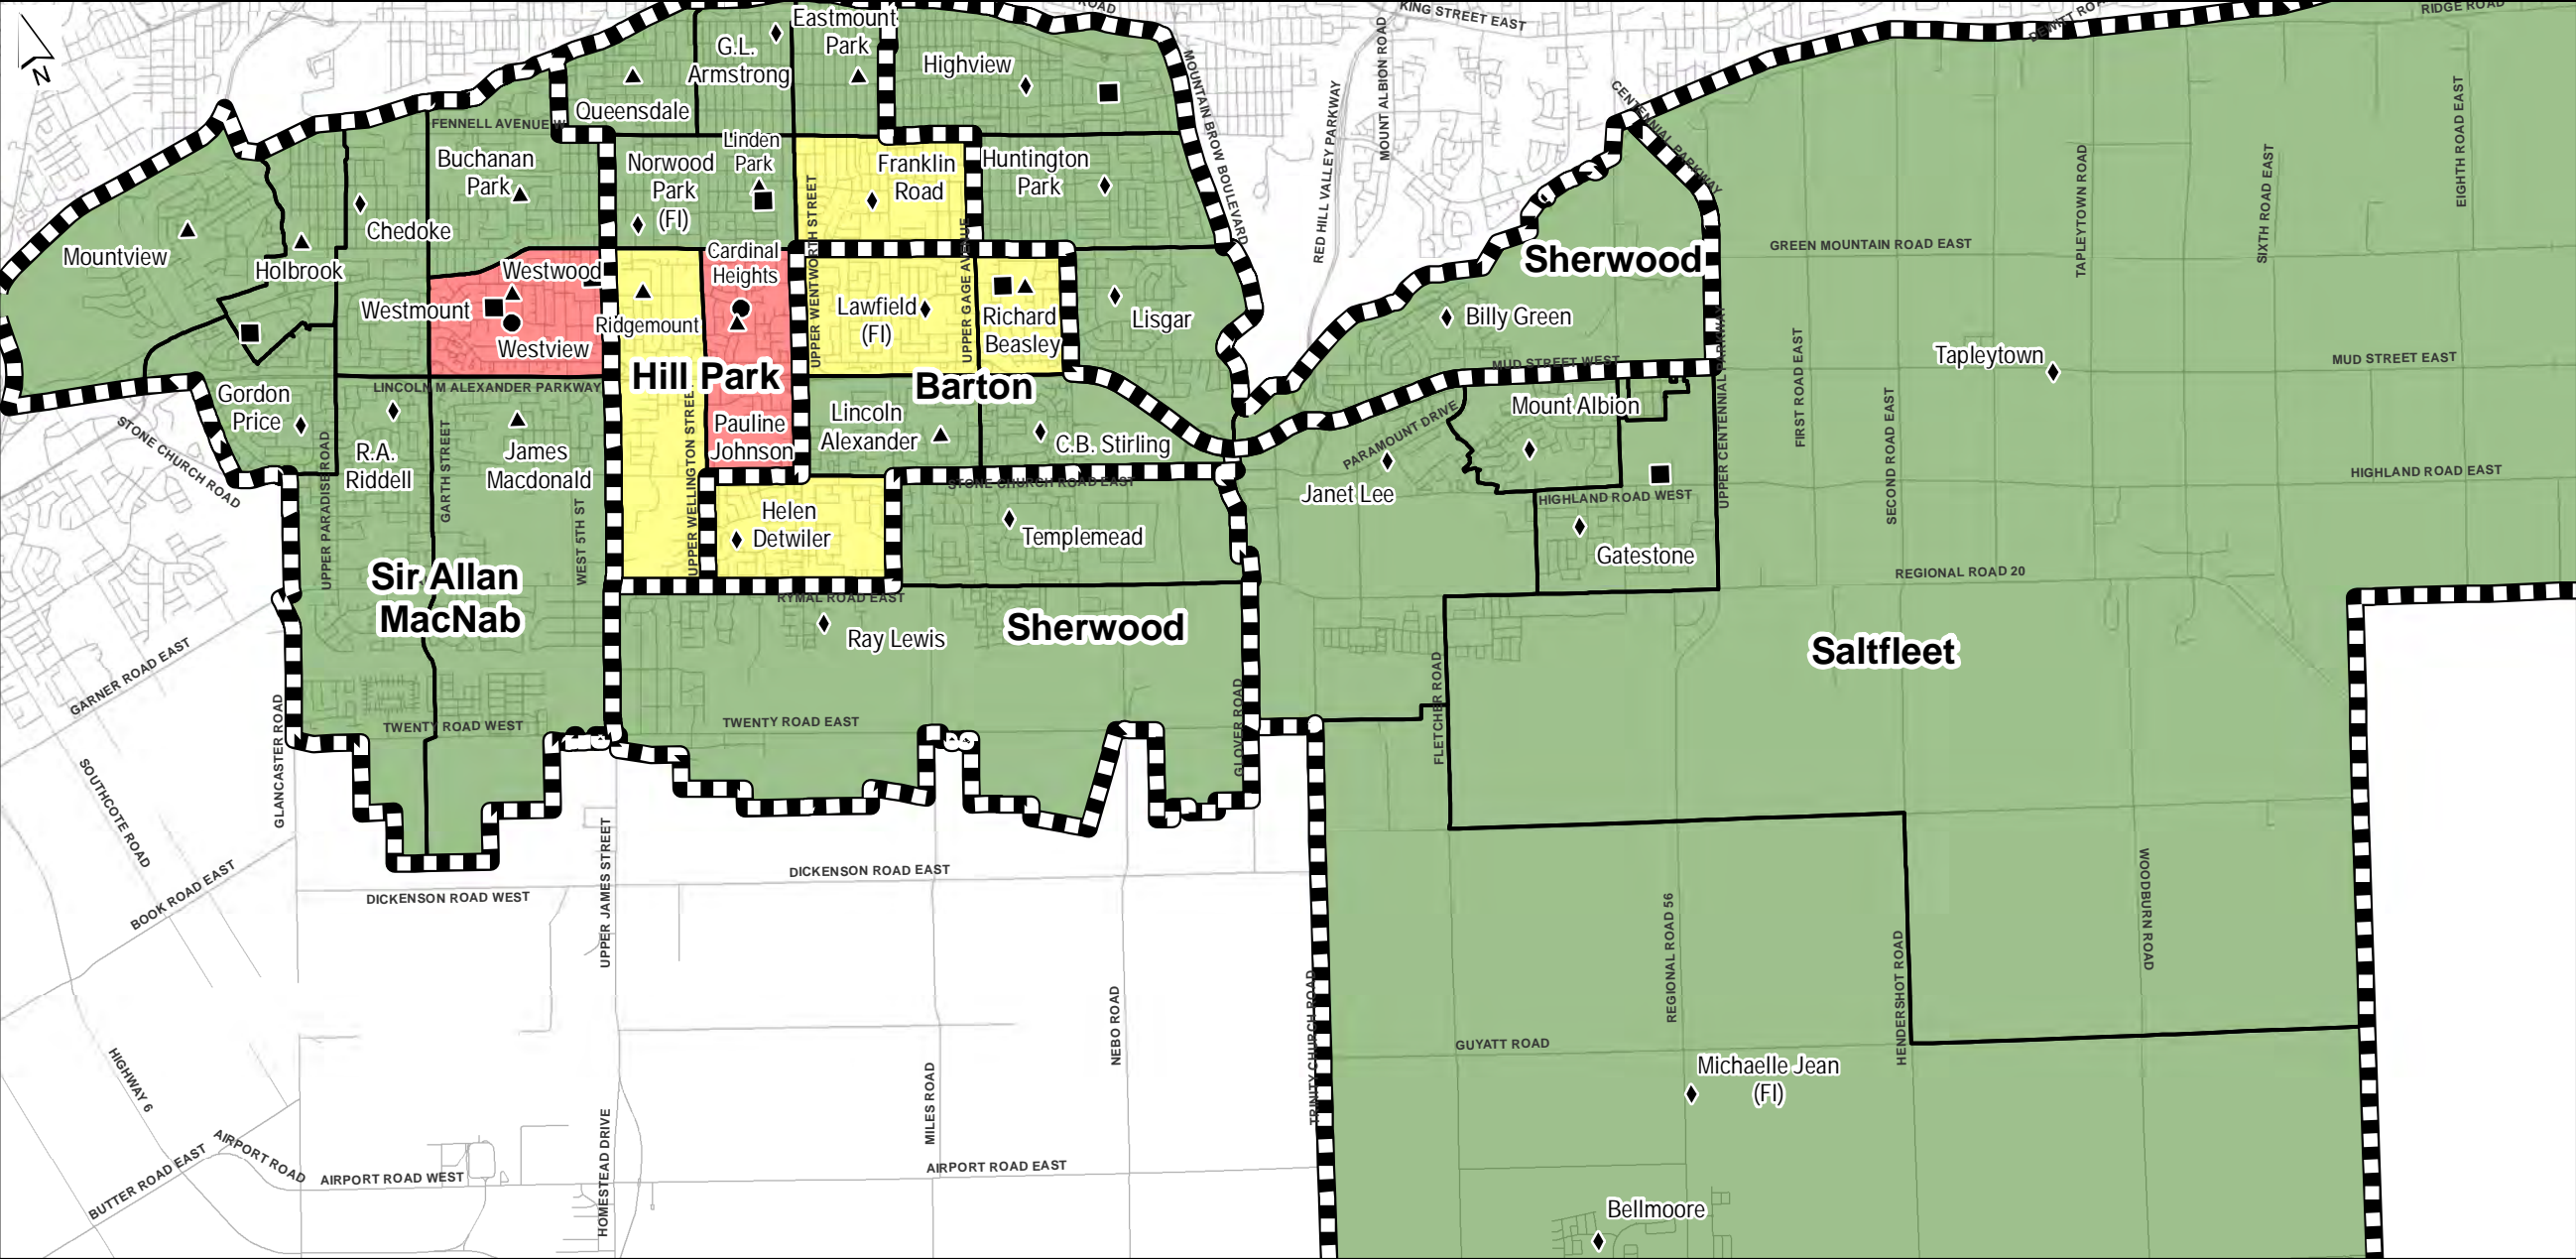 ROAD
KING STREET EAST
DEWITT ROAD
RIDGE ROAD
N
Eastmount
Park
G.L.
Armstrong
Highview
Queensdale
MOUNTAIN BROW BOULEVARD
RED HILL VALLEY PARKWAY
MOUNT ALBION ROAD
CENTENNIAL PARKWAY
EIGHTH ROAD EAST
FENNELL AVENUE W
Buchanan
Park
Norwood
Park
(FI)
Linden
Park
Franklin
Road
Huntington
Park
TAPLEYTOWN ROAD
SIXTH ROAD EAST
Chedoke
Mountview
Holbrook
UPPER WENTWORTH STREET
UPPER GAGE AVENUE
Sherwood
GREEN MOUNTAIN ROAD EAST
Westwood
Cardinal
Heights
Westmount
Westview
Ridgemount
Lawfield
(FI)
Richard
Beasley
Lisgar
Billy Green
UPPER CENTENNIAL PARKWAY
FIRST ROAD EAST
Tapleytown
MUD STREET WEST
MUD STREET EAST
Hill Park
Barton
LINCOLN M ALEXANDER PARKWAY
Gordon
Price
STONE CHURCH ROAD
UPPER PARADISE ROAD
R.A.
Riddell
GARTH STREET
James
Macdonald
WEST 5TH ST
UPPER WELLINGTON STREET
Pauline
Johnson
Lincoln
Alexander
C.B. Stirling
PARAMOUNT DRIVE
Mount Albion
SECOND ROAD EAST
Janet Lee
HIGHLAND ROAD WEST
HIGHLAND ROAD EAST
STONE CHURCH ROAD EAST
Helen
Detwiler
Templemead
Gatestone
REGIONAL ROAD 20
Sir Allan
MacNab
RYMAL ROAD EAST
Ray Lewis
Sherwood
Saltfleet
GARNER ROAD EAST
GLANCASTER ROAD
TWENTY ROAD WEST
TWENTY ROAD EAST
GLOVER ROAD
FLETCHER ROAD
SOUTHCOTE ROAD
BOOK ROAD EAST
DICKENSON ROAD WEST
DICKENSON ROAD EAST
UPPER JAMES STREET
REGIONAL ROAD 56
HENDERSHOT ROAD
WOODBURN ROAD
NEBO ROAD
TRINITY CHURCH ROAD
GUYATT ROAD
HIGHWAY 6
MILES ROAD
Michaelle Jean
(FI)
HOMESTEAD DRIVE
BUTTER ROAD EAST
AIRPORT ROAD
AIRPORT ROAD WEST
AIRPORT ROAD EAST
Bellmoore